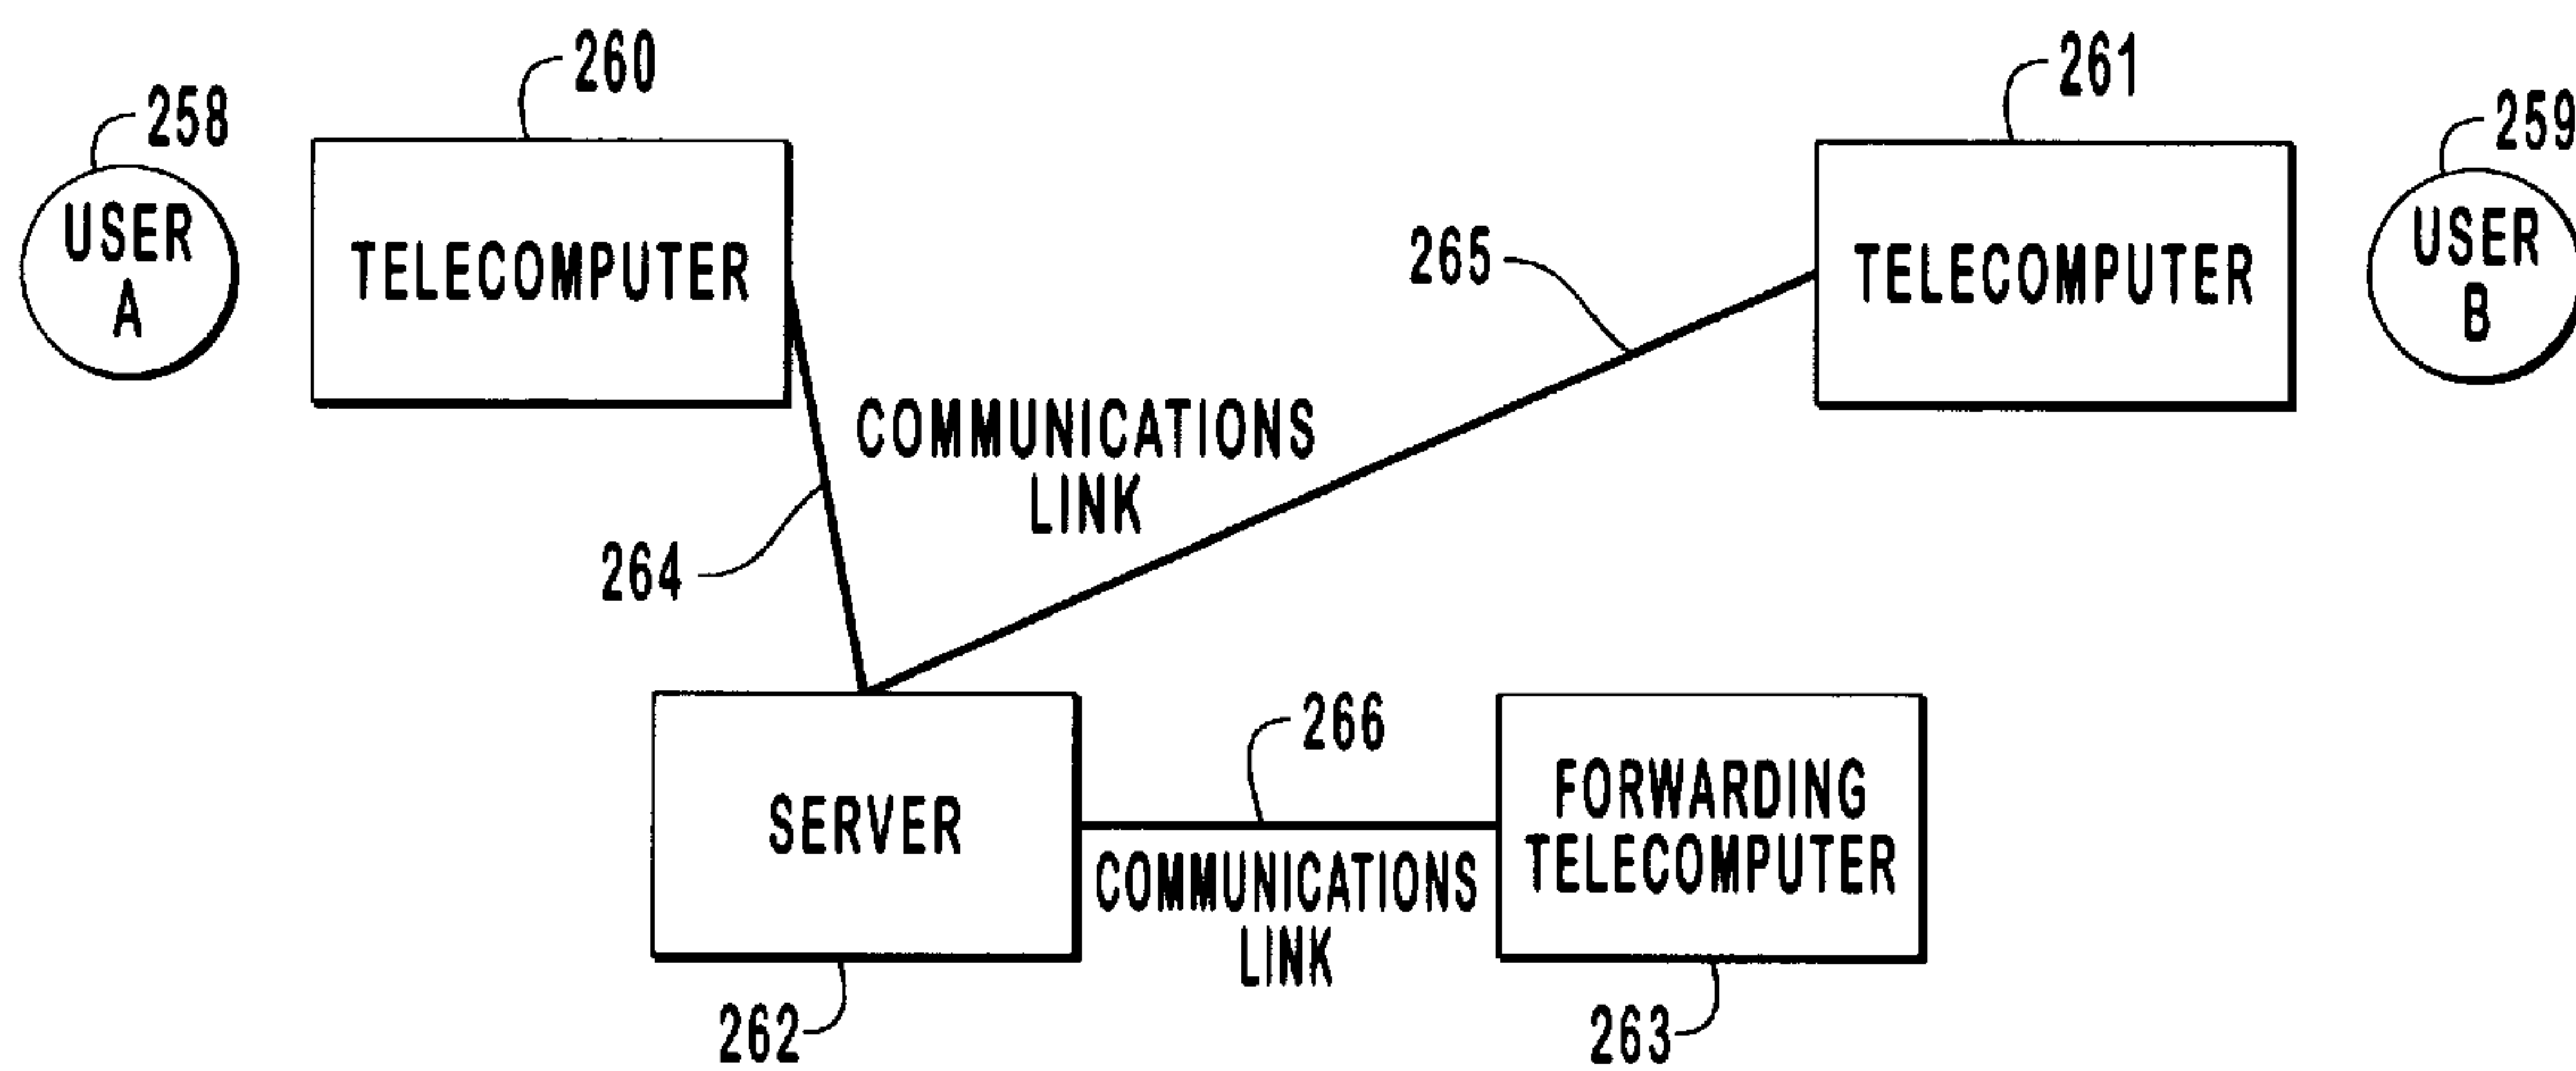 260
261
258
259
USER
A
TELECOMPUTER
265
TELECOMPUTER
USER
B
COMMUNICATIONS
LINK
264
266
SERVER
FORWARDING
TELECOMPUTER
COMMUNICATIONS
LINK
262
263